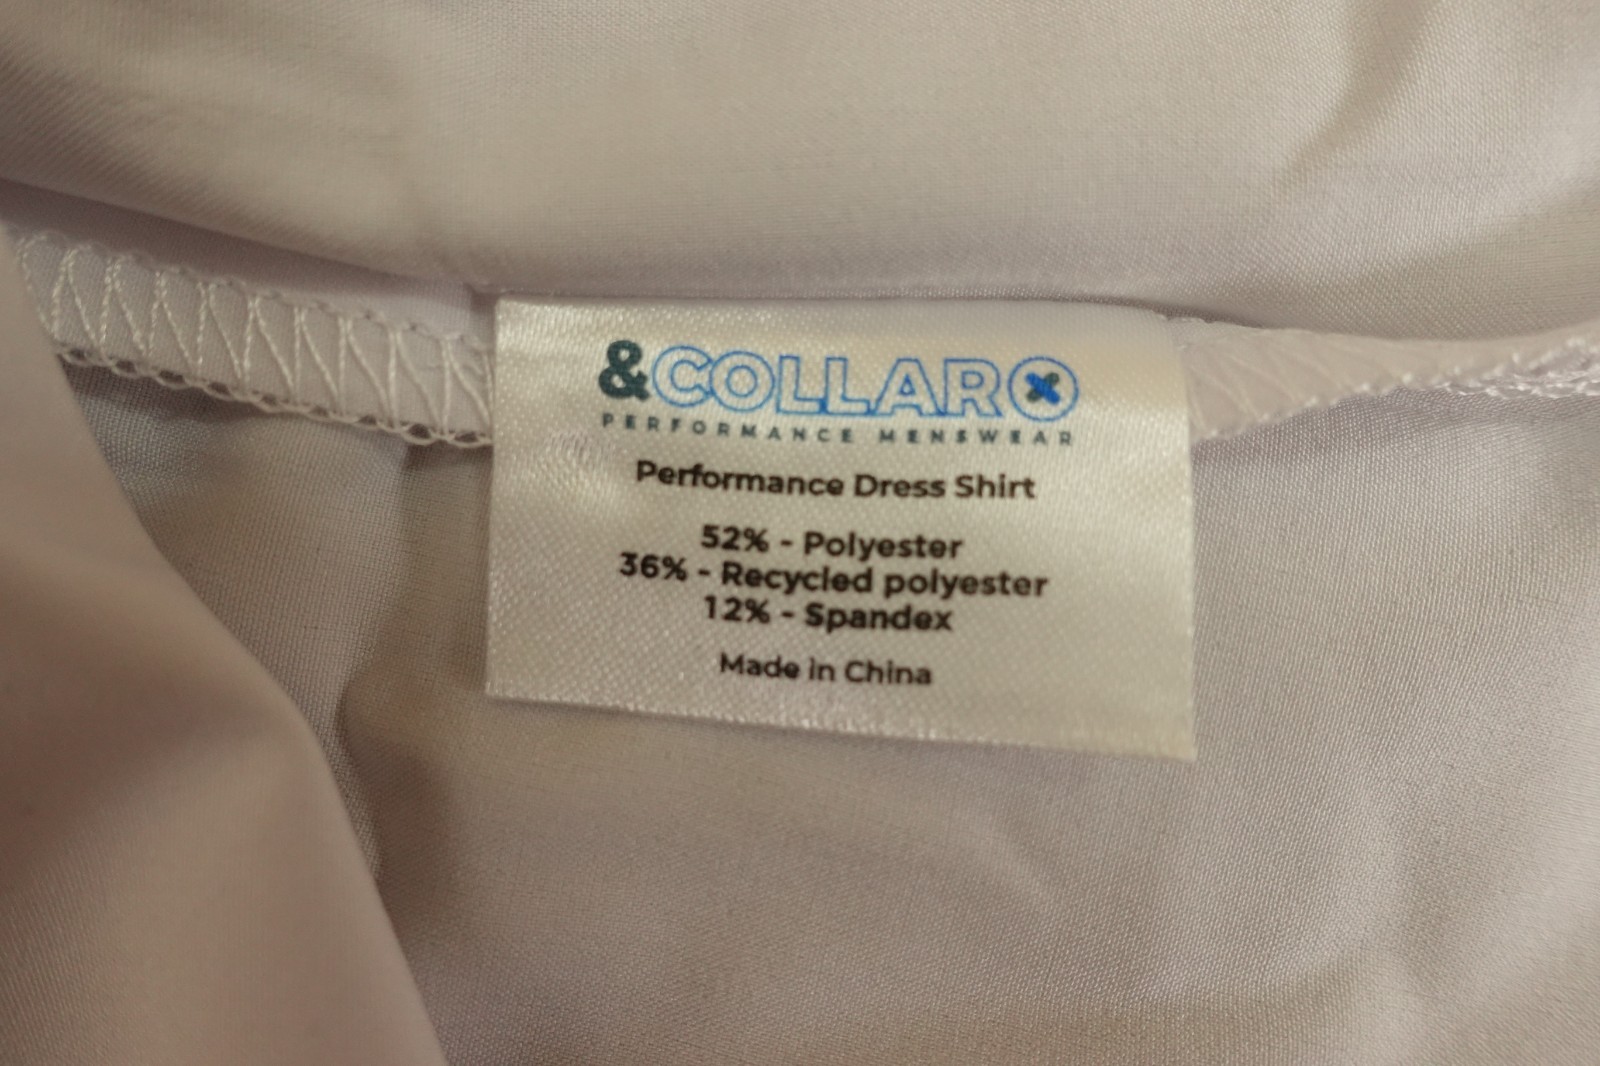 &COLLAR
PERFORMANCE MENSWEAR
Performance Dress Shirt
52% - Polyester
36% - Recycled polyester
12% - Spandex
Made in China